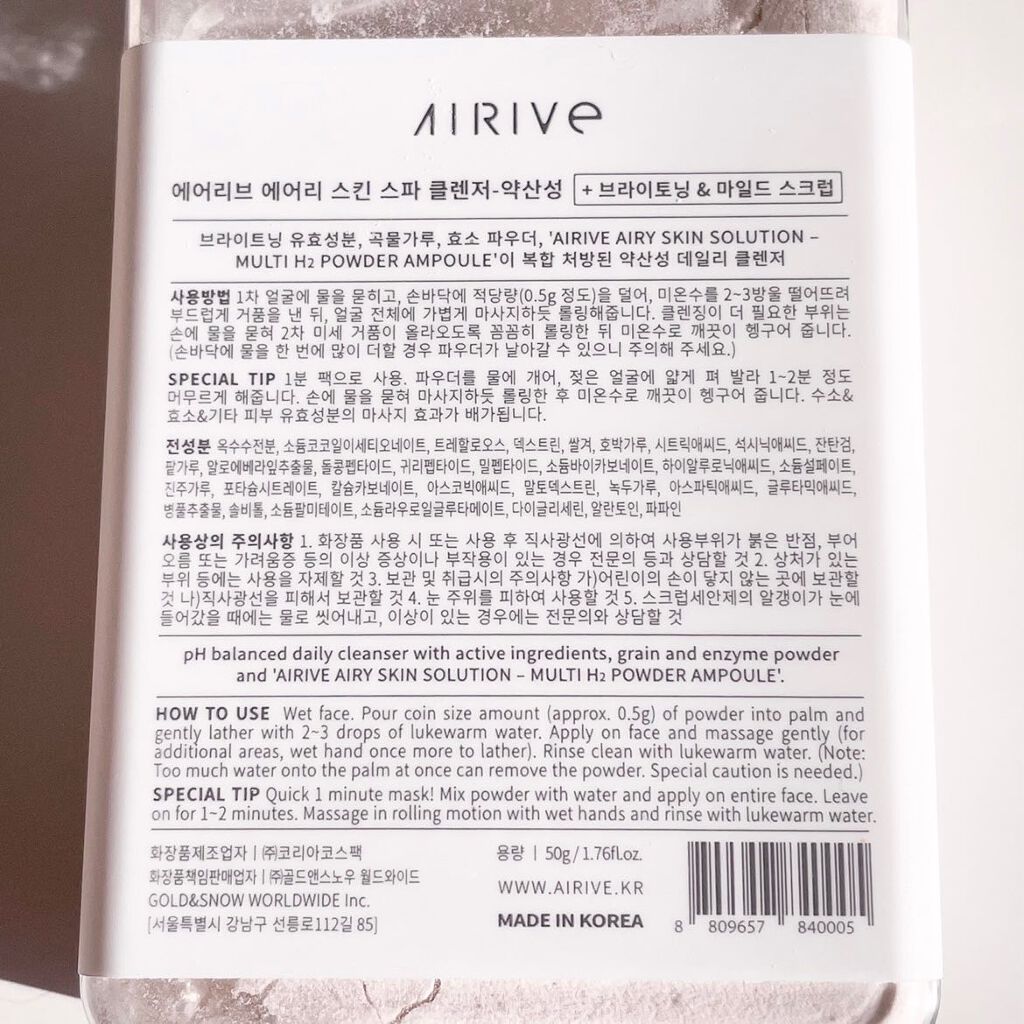 AIRIVE
에어리브 에어리 스킨 스파 클렌저-약산성 + 브라이토닝 & 마일드 스크럽
브라이트닝 유효성분, 곡물가루, 효소 파우더, 'AIRIVE AIRY SKIN SOLUTION –
MULTI H2 POWDER AMPOULE'이 복합 처방된 약산성 데일리 클렌저
사용방법 1차 얼굴에 물을 묻히고, 손바닥에 적당량(0.5g 정도)을 덜어, 미온수를 2~3방울 떨어뜨려
부드럽게 거품을 낸 뒤, 얼굴 전체에 가볍게 마사지하듯 롤링해줍니다. 클렌징이 더 필요한 부위는
손에 물을 묻혀 2차 미세 거품이 올라오도록 꼼꼼히 롤링한 뒤 미온수로 깨끗이 헹구어 줍니다.
(손바닥에 물을 한 번에 많이 더할 경우 파우더가 날아갈 수 있으니 주의해 주세요.)
SPECIAL TIP 1분 팩으로 사용. 파우더를 물에 개어, 젖은 얼굴에 얇게 펴 발라 1~2분 정도
머무르게 해줍니다. 손에 물을 묻혀 마사지하듯 롤링한 후 미온수로 깨끗이 헹구어 줍니다. 수소&
효소&기타 피부 유효성분의 마사지 효과가 배가됩니다.
전성분 옥수수전분, 소듐코코일이세티오네이트, 트레할로오스, 덱스트린, 쌀겨, 호박가루, 시트릭애씨드, 석시닉애씨드, 잔탄검,
팥가루, 알로에베라잎추출물, 돌콩펩타이드, 귀리펩타이드, 밀펩타이드, 소듐바이카보네이트, 하이알루로닉애씨드, 소듐설페이트,
진주가루, 포타슘시트레이트, 칼슘카보네이트, 아스코빅애씨드, 말토덱스트린, 녹두가루, 아스파틱애씨드, 글루타믹애씨드,
병풀추출물, 솔비톨, 소듐팔미테이트, 소듐라우로일글루타메이트, 다이글리세린, 알란토인, 파파인
사용상의 주의사항 1. 화장품 사용 시 또는 사용 후 직사광선에 의하여 사용부위가 붉은 반점, 부어
오름 또는 가려움증 등의 이상 증상이나 부작용이 있는 경우 전문의 등과 상담할 것 2. 상처가 있는
부위 등에는 사용을 자제할 것 3. 보관 및 취급시의 주의사항 가)어린이의 손이 닿지 않는 곳에 보관할
것 나)직사광선을 피해서 보관할 것 4. 눈 주위를 피하여 사용할 것 5. 스크럽세안제의 알갱이가 눈에
들어갔을 때에는 물로 씻어내고, 이상이 있는 경우에는 전문의와 상담할 것
pH balanced daily cleanser with active ingredients, grain and enzyme powder
and 'AIRIVE AIRY SKIN SOLUTION – MULTI H2 POWDER AMPOULE'.
HOW TO USE Wet face. Pour coin size amount (approx. 0.5g) of powder into palm and
gently lather with 2~3 drops of lukewarm water. Apply on face and massage gently (for
additional areas, wet hand once more to lather). Rinse clean with lukewarm water. (Note:
Too much water onto the palm at once can remove the powder. Special caution is needed.)
SPECIAL TIP Quick 1 minute mask! Mix powder with water and apply on entire face. Leave
on for 1~2 minutes. Massage in rolling motion with wet hands and rinse with lukewarm water.
화장품제조업자 | ㈜코리아코스팩
화장품책임판매업자 | ㈜골드앤스노우 월드와이드
GOLD&SNOW WORLDWIDE Inc.
[서울특별시 강남구 선릉로112길 85]
용량 | 50g/1.76fl.oz.
WWW.AIRIVE.KR
MADE IN KOREA
8 809657 840005